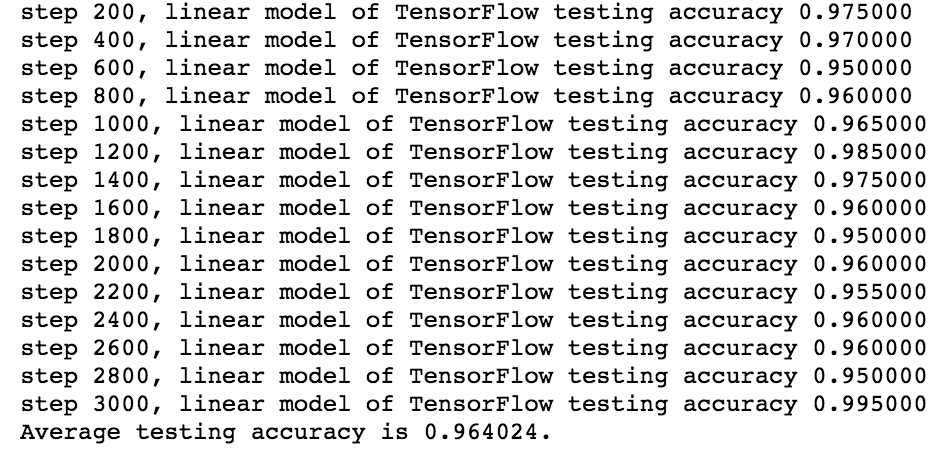 step 200, linear model of TensorFlow testing accuracy 0.975000
step 400, linear model of TensorFlow testing accuracy 0.970000
step 600, linear model of TensorFlow testing accuracy 0.950000
step 800, linear model of TensorFlow testing accuracy 0.960000
step 1000, linear model of TensorFlow testing accuracy 0.965000
step 1200, linear model of TensorFlow testing accuracy 0.985000
step 1400, linear model of TensorFlow testing accuracy 0.975000
step 1600, linear model of TensorFlow testing accuracy 0.960000
step 1800, linear model of TensorFlow testing accuracy 0.950000
step 2000, linear model of TensorFlow testing accuracy 0.960000
step 2200, linear model of TensorFlow testing accuracy 0.955000
step 2400, linear model of TensorFlow testing accuracy 0.960000
step 2600, linear model of TensorFlow testing accuracy 0.960000
step 2800, linear model of TensorFlow testing accuracy 0.950000
step 3000, linear model of TensorFlow testing accuracy 0.995000
Average testing accuracy is 0.964024.